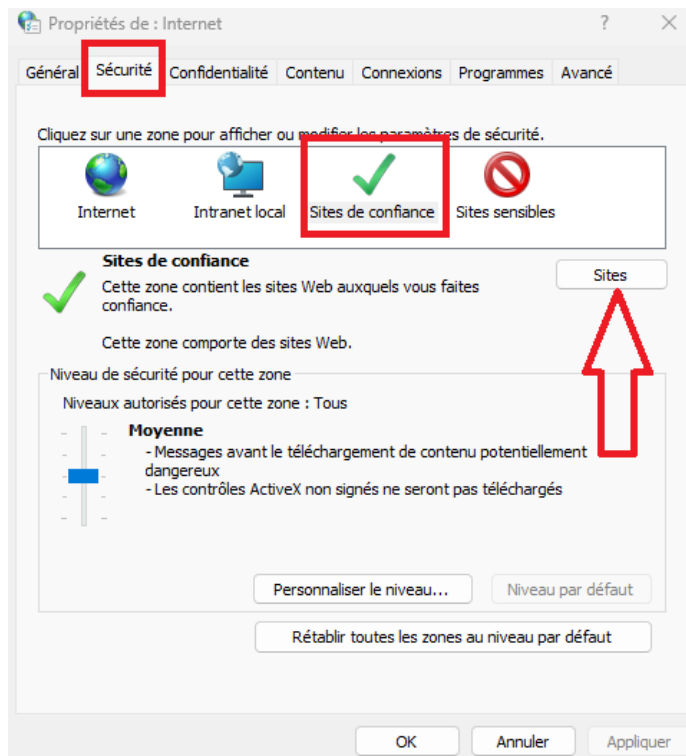 Propriétés de : Internet
?
Général Sécurité Confidentialité Contenu Connexions Programmes Avancé
Cliquez sur une zone pour afficher ou modifier les paramètres de sécurité.
Internet Intranet local Sites de confiance Sites sensibles
Sites de confiance
Sites
Cette zone contient les sites Web auxquels vous faites
confiance.
Cette zone comporte des sites Web.
Niveau de sécurité pour cette zone
Niveaux autorisés pour cette zone : Tous
Moyenne
- Messages avant le téléchargement de contenu potentiellement
dangereux
- Les contrôles ActiveX non signés ne seront pas téléchargés
Personnaliser le niveau... Niveau par défaut
Rétablir toutes les zones au niveau par défaut
OK Annuler Appliquer